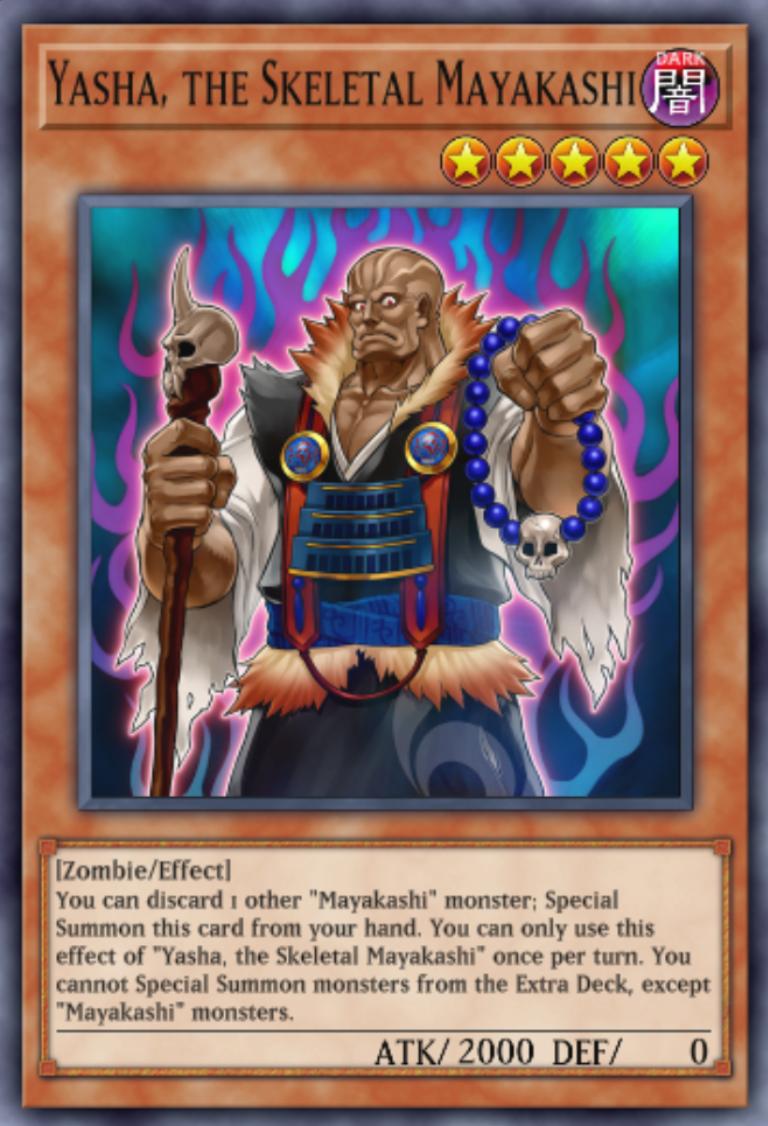 YASHA, THE SKELETAL MAYAKASHI
DARK
闇
[Zombie/Effect]
You can discard 1 other "Mayakashi" monster; Special
Summon this card from your hand. You can only use this
effect of "Yasha, the Skeletal Mayakashi" once per turn. You
cannot Special Summon monsters from the Extra Deck, except
"Mayakashi" monsters.
ATK/ 2000 DEF/ 0